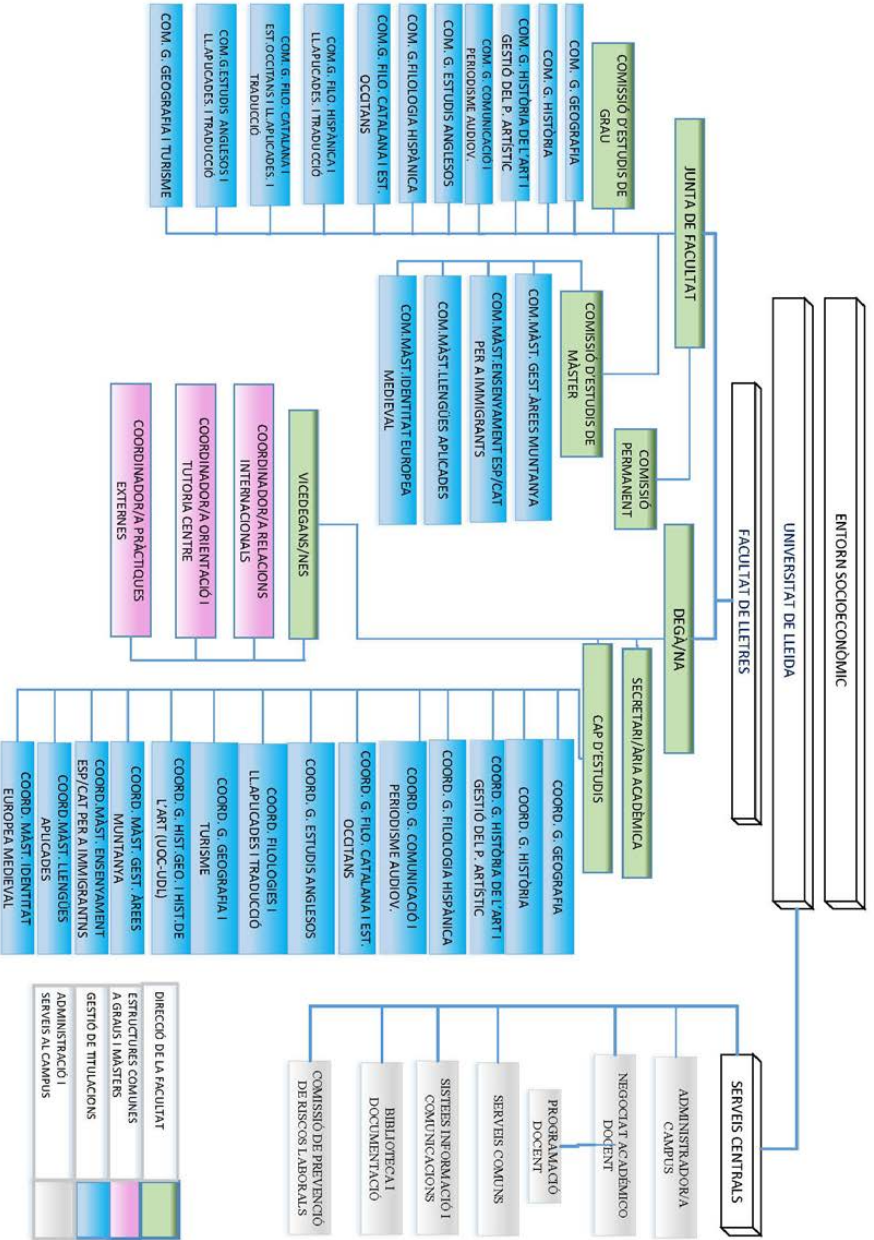 ENTORN SOCIOECONÒMIC
UNIVERSITAT DE LLEIDA
FACULTAT DE LLETRES
JUNTA DE FACULTAT
COMISSIÓ D'ESTUDIS DE
GRAU
COM. G. GEOGRAFIA
COM. G. HISTÒRIA
COM. G. HISTÒRIA DE L'ART I
GESTIÓ DEL P. ARTÍSTIC
COM. G. COMUNICACIÓ I
PERIODISME AUDIOV.
COM. G. ESTUDIS ANGLESOS
COM. G.FILOLOGIA HISPÀNICA
COM. G. FILO. CATALANA I EST.
OCCITANS
COM.G. FILO. HISPÀNICA I
LL.APLICADES. I TRADUCCIÓ
COM. G. FILO. CATALANA I
EST.OCCITANS I LL.APLICADES. I
TRADUCCIÓ
COM.G.ESTUDIS ANGLESOS I
LL.APLICADES. I TRADUCCIÓ
COM. G. GEOGRAFIA I TURISME
COMISSIÓ D'ESTUDIS DE
MÀSTER
COM.MÀST. GEST.ÀREES MUNTANYA
COM.MÀST.ENSENYAMENT ESP/CAT
PER A IMMIGRANTS
COM.MÀST.LLENGÜES APLICADES
COM.MÀST.IDENTITAT EUROPEA
MEDIEVAL
COMISSIÓ
PERMANENT
DEGÀ/NA
SECRETARI/ÀRIA ACADÈMICA
CAP D'ESTUDIS
VICEDEGANS/NES
COORDINADOR/A RELACIONS
INTERNACIONALS
COORDINADOR/A ORIENTACIÓ I
TUTORIA CENTRE
COORDINADOR/A PRÀCTIQUES
EXTERNES
COORD. G. GEOGRAFIA
COORD. G. HISTÒRIA
COORD. G. HISTÒRIA DE L'ART I
GESTIÓ DEL P. ARTÍSTIC
COORD. G. FILOLOGIA HISPÀNICA
COORD. G. COMUNICACIÓ I
PERIODISME AUDIOV.
COORD. G. FILO. CATALANA I EST.
OCCITANS
COORD. G. ESTUDIS ANGLESOS
COORD. FILOLOGIES I
LL.APLICADES I TRADUCCIÓ
COORD. G. GEOGRAFIA I
TURISME
COORD. G. HIST.GEO. I HIST.DE
L'ART (UOC-UDL)
COORD. MÀST. GEST. ÀREES
MUNTANYA
COORD.MÀST. ENSENYAMENT
ESP/CAT PER A IMMIGRANTNS
COORD.MÀST. LLENGÜES
APLICADES
COORD. MÀST. IDENTITAT
EUROPEA MEDIEVAL
SERVEIS CENTRALS
ADMINISTRADOR/A
CAMPUS
NEGOCIAT ACADÉMICO
DOCENT
PROGRAMACIÓ
DOCENT
SERVEIS COMUNS
SISTEES INFORMACIÓ I
COMUNICACIONS
BIBLIOTECA I
DOCUMENTACIÓ
COMISSIÓ DE PREVENCIÓ
DE RISCOS LABORALS
DIRECCIÓ DE LA FACULTAT
ESTRUCTURES COMUNES
A GRAUS I MÀSTERS
GESTIÓ DE TITULACIONS
ADMINISTRACIÓ I
SERVEIS AL CAMPUS